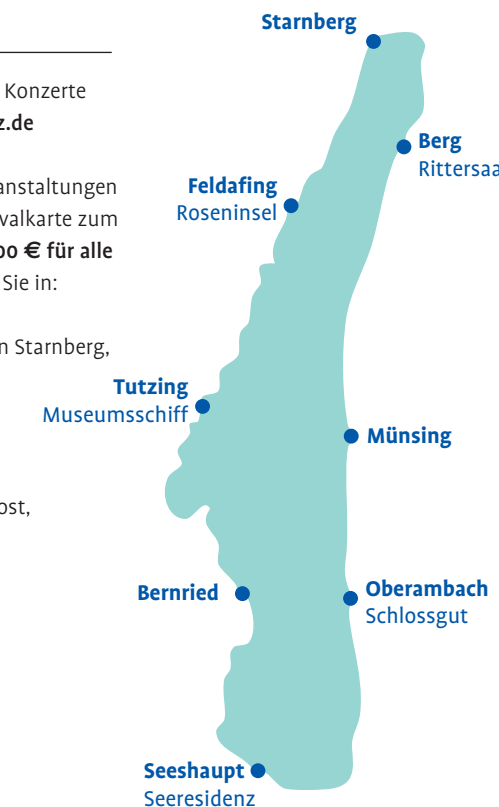 Konzerte
z.de
anstaltungen
valkarte zum
00 € für alle
Sie in:
n Starnberg,
ost,
Starnberg
Berg
Rittersaa
Feldafing
Roseninsel
Tutzing
Museumsschiff
Münsing
Bernried
Oberambach
Schlossgut
Seeshaupt
Seeresidenz